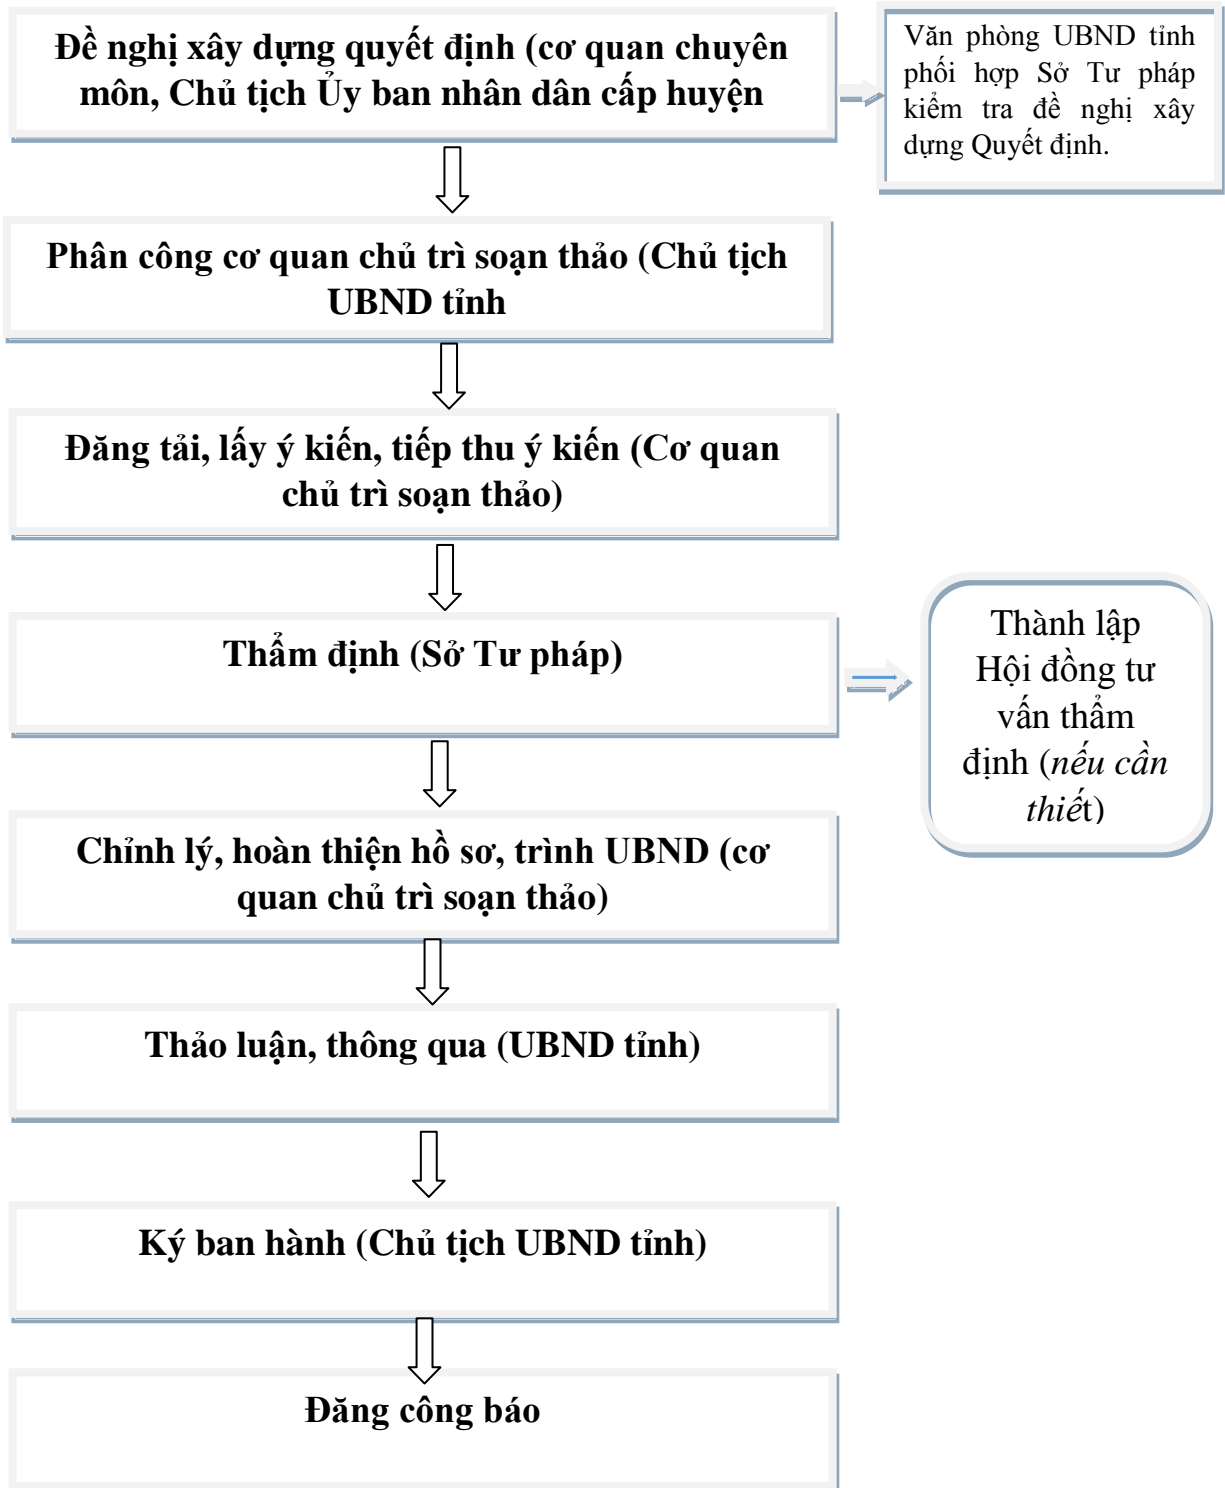 Đề nghị xây dựng quyết định (cơ quan chuyên
môn, Chủ tịch Ủy ban nhân dân cấp huyện
Văn phòng UBND tỉnh
phối hợp Sở Tư pháp
kiểm tra đề nghị xây
dựng Quyết định.
Phân công cơ quan chủ trì soạn thảo (Chủ tịch
UBND tỉnh
Đăng tải, lấy ý kiến, tiếp thu ý kiến (Cơ quan
chủ trì soạn thảo)
Thẩm định (Sở Tư pháp)
Thành lập
Hội đồng tư
vấn thẩm
định (nếu cần
thiết)
Chỉnh lý, hoàn thiện hồ sơ, trình UBND (cơ
quan chủ trì soạn thảo)
Thảo luận, thông qua (UBND tỉnh)
Ký ban hành (Chủ tịch UBND tỉnh)
Đăng công báo